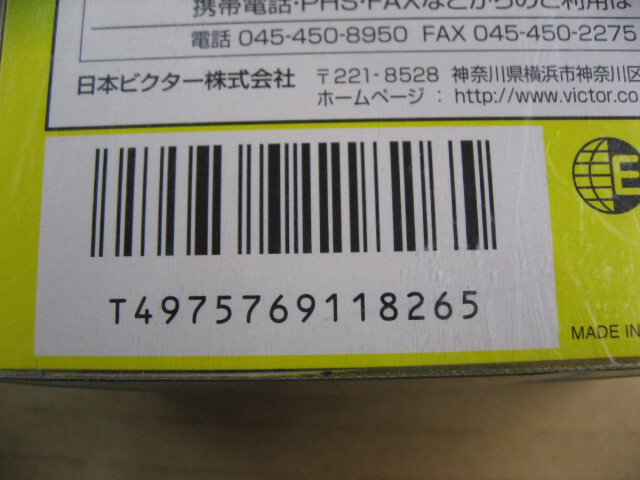 携帯電話・PHS・FAXなどからのご利用は
電話 045-450-8950 FAX 045-450-2275
日本ビクター株式会社 〒221-8528 神奈川県横浜市神奈川区
ホームページ : http://www.victor.co
E
T4975769118265
MADE IN